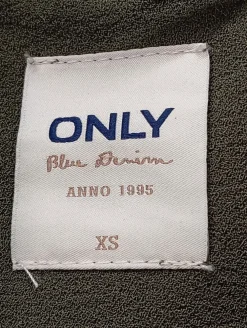 ONLY
Blue Denim
ANNO 1995
XS